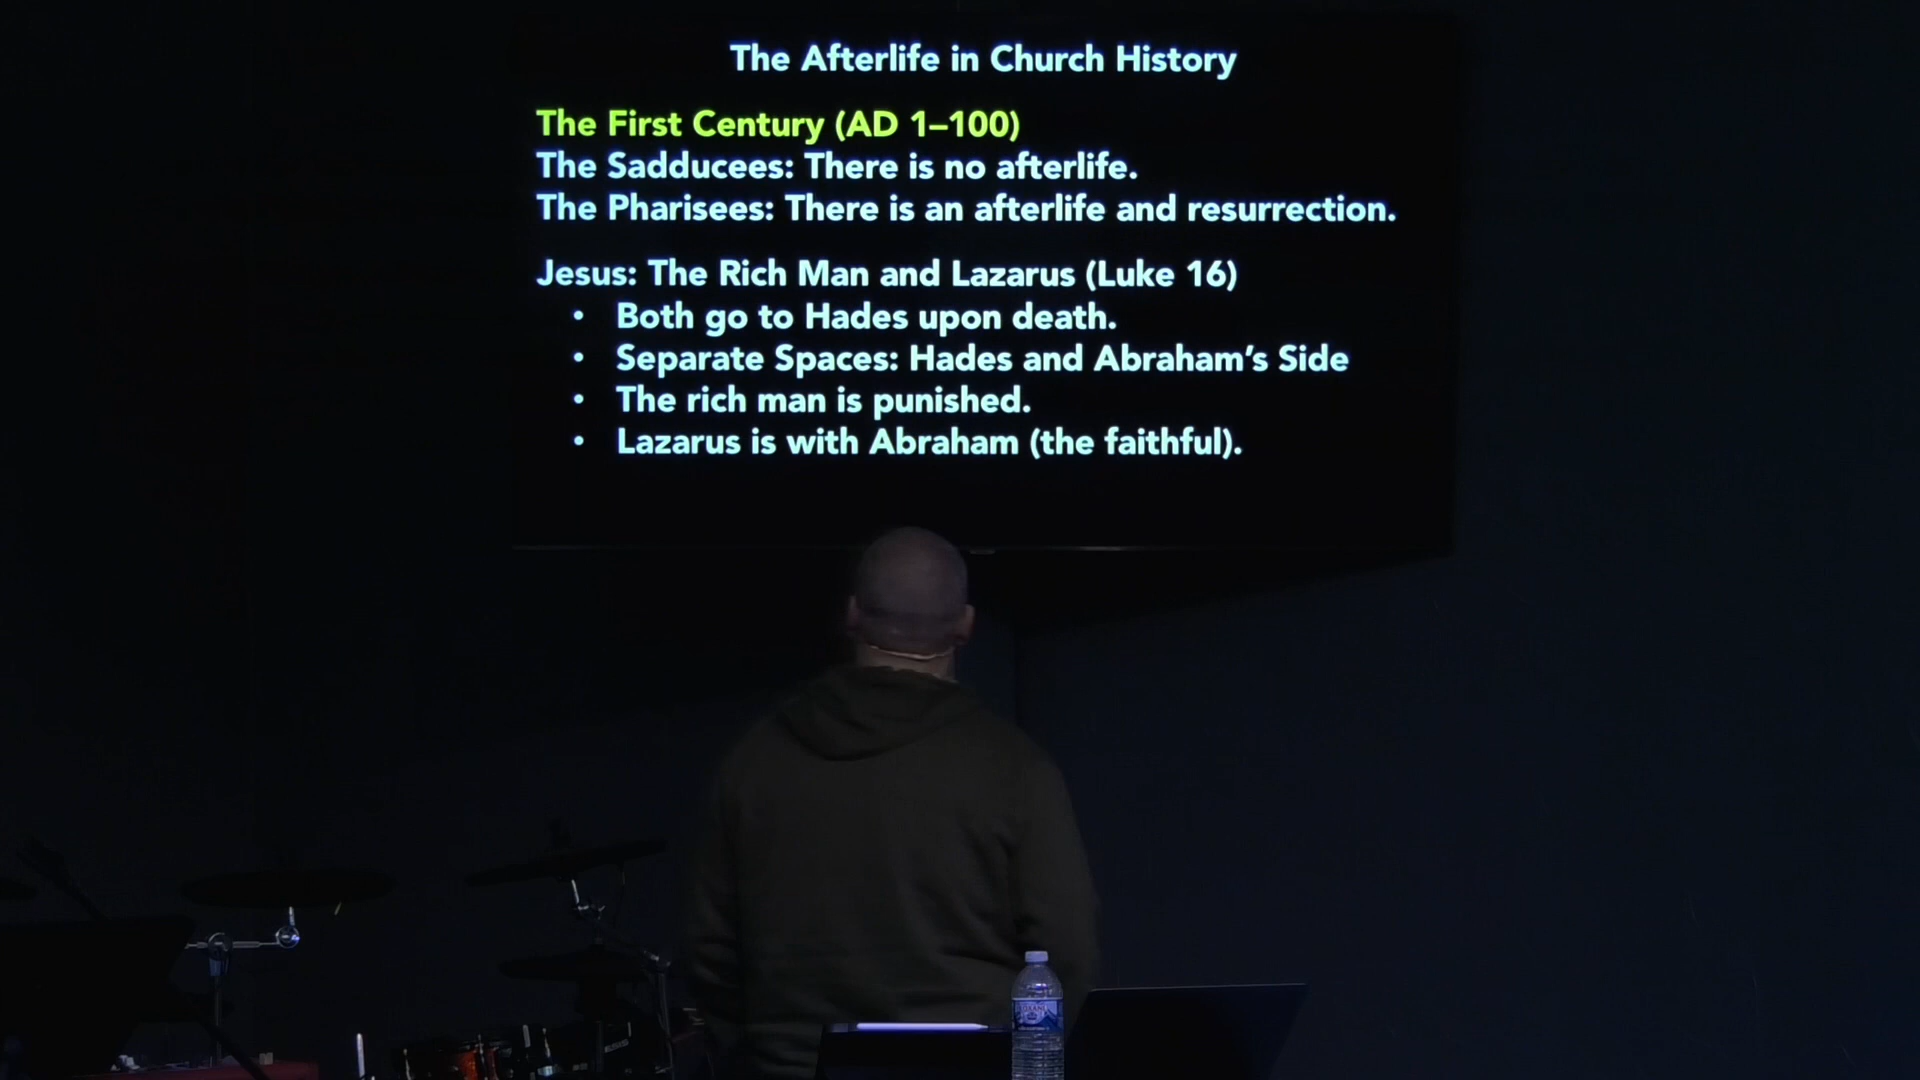 The Afterlife in Church History
The First Century (AD 1–100)
The Sadducees: There is no afterlife.
The Pharisees: There is an afterlife and resurrection.
Jesus: The Rich Man and Lazarus (Luke 16)
• Both go to Hades upon death.
• Separate Spaces: Hades and Abraham’s Side
• The rich man is punished.
• Lazarus is with Abraham (the faithful).